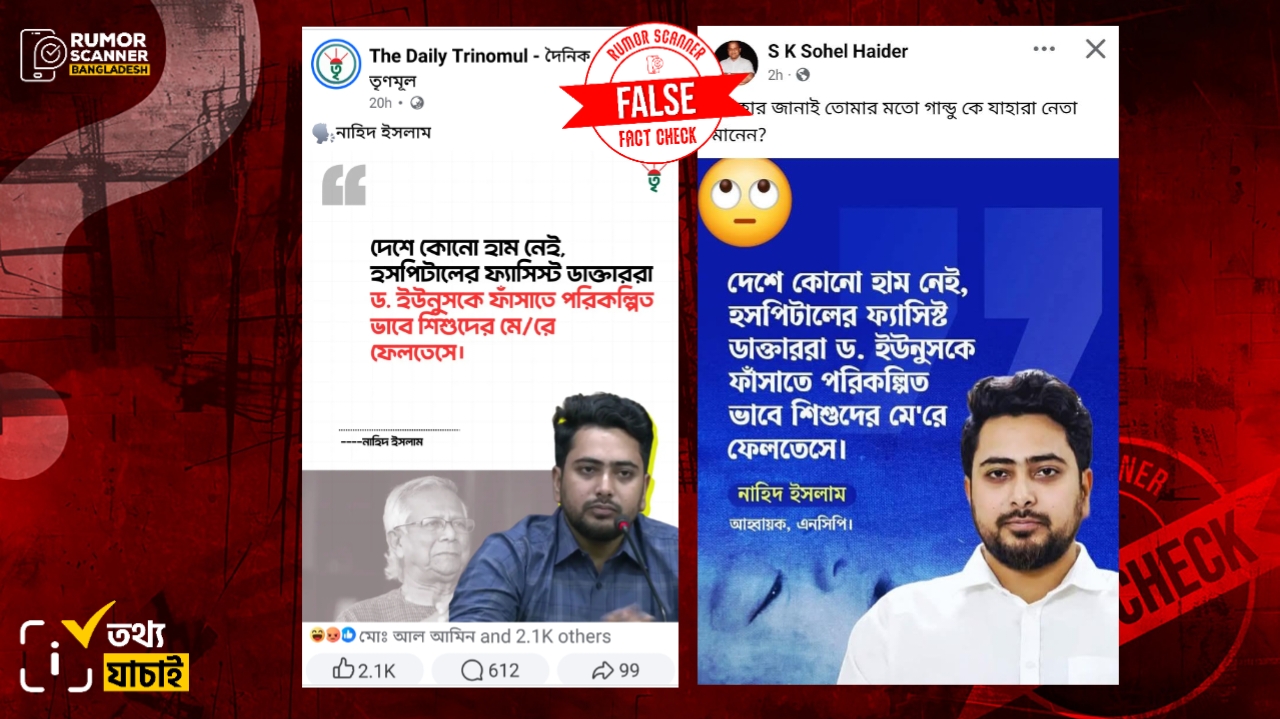 RUMOR
SCANNER
BANGLADESH
The Daily Trinomul - দৈনিক
তৃণমূল
20h
নাহিদ ইসলাম
তৃ
দেশে কোনো হাম নেই,
হসপিটালের ফ্যাসিস্ট ডাক্তাররা
ড. ইউনুসকে ফাঁসাতে পরিকল্পিত
ভাবে শিশুদের মে/রে
ফেলতেসে।
----নাহিদ ইসলাম
মোঃ আল আমিন and 2.1K others
2.1K 612 99
RUMOR SCANNER
FALSE
FACT CHECK
S K Sohel Haider
2h
জানাই তোমার মতো গান্ডু কে যাহারা নেতা
মানেন?
দেশে কোনো হাম নেই,
হসপিটালের ফ্যাসিস্ট
ডাক্তাররা ড. ইউনুসকে
ফাঁসাতে পরিকল্পিত
ভাবে শিশুদের মে'রে
ফেলতেসে।
নাহিদ ইসলাম
আহ্বায়ক, এনসিপি।
তথ্য
যাচাই
CHECK